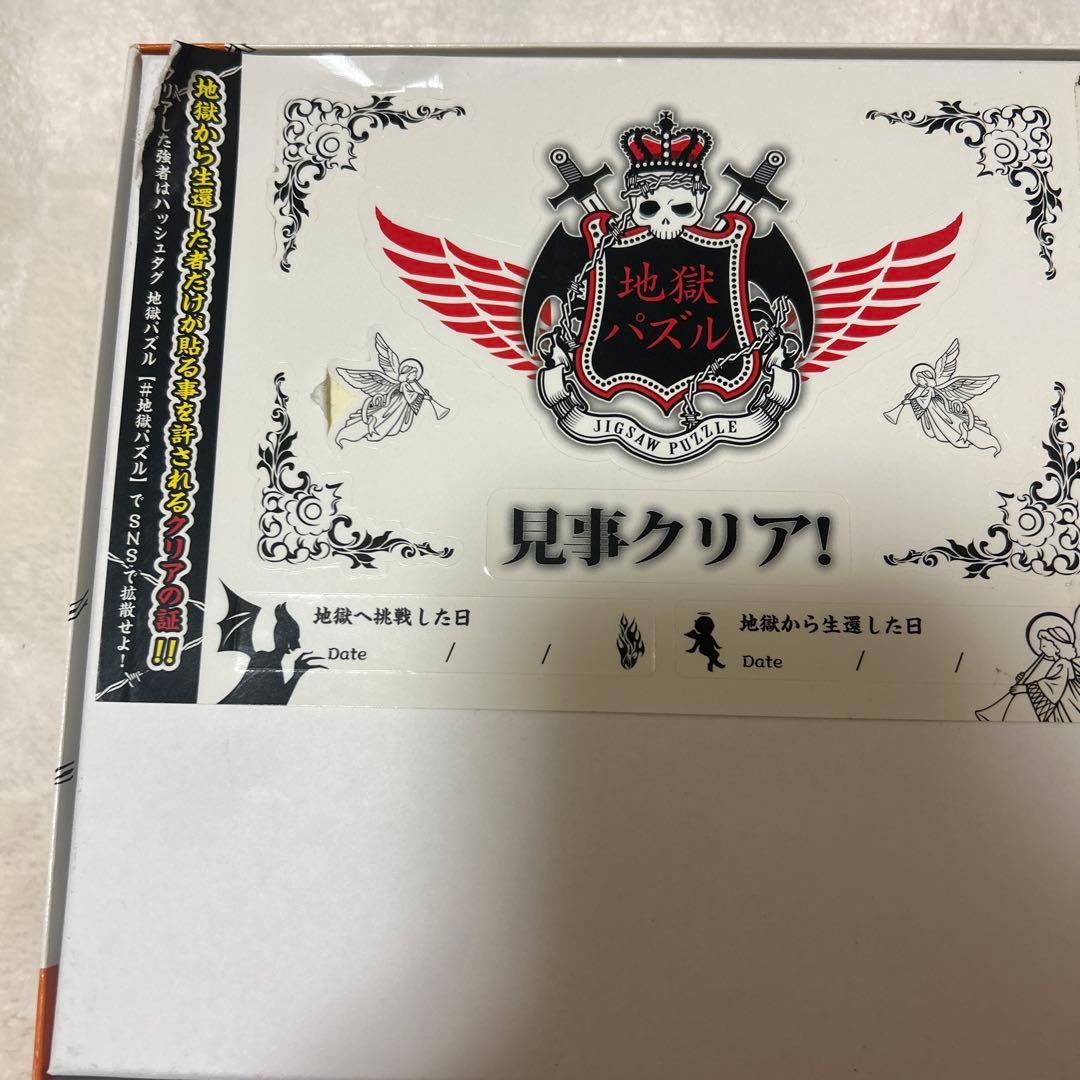 地獄から生還した者だけが貼る事を許されるクリアの証!!
クリアした強者はハッシュタグ 地獄パズル【#地獄パズル】でSNSで拡散せよ!
地獄
パズル
JIGSAW PUZZLE
見事クリア!
地獄へ挑戦した日
Date / /
地獄から生還した日
Date / /